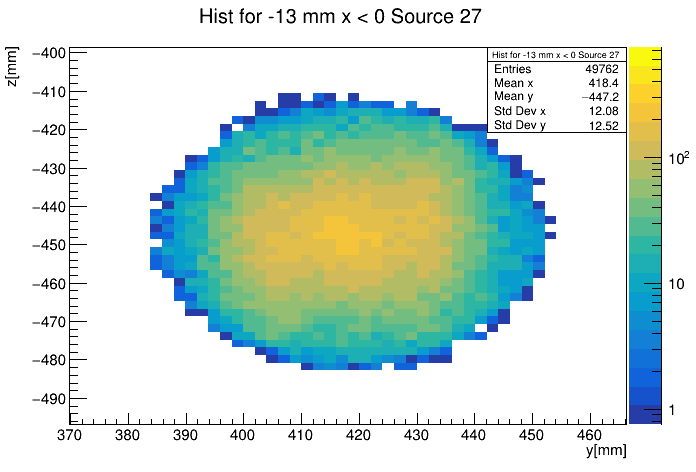 Hist for -13 mm x < 0 Source 27
z[mm]
−400
−410
−420
−430
−440
−450
−460
−470
−480
−490
Hist for -13 mm x < 0 Source 27
Entries 49762
Mean x 418.4
Mean y −447.2
Std Dev x 12.08
Std Dev y 12.52
10²
10
1
370 380 390 400 410 420 430 440 450 460
y[mm]